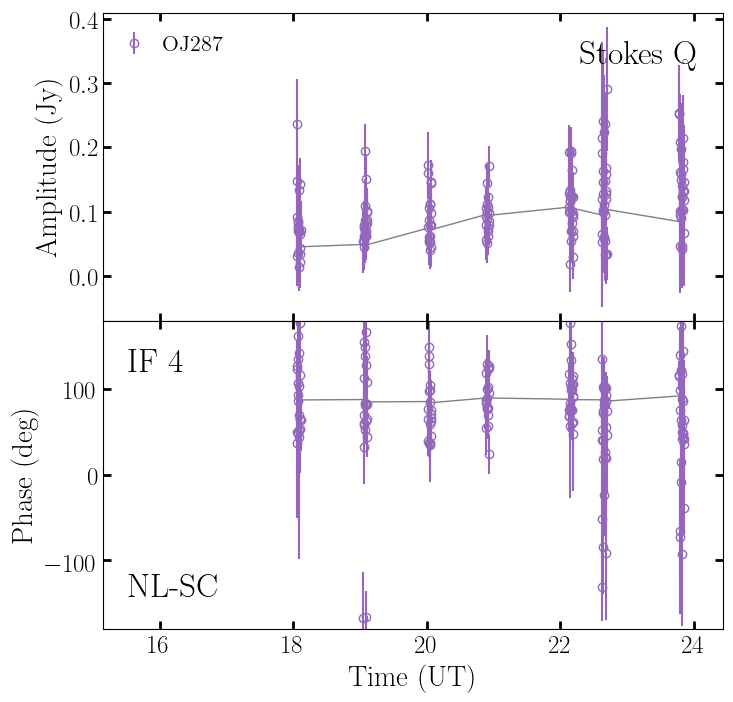 0.4
OJ287
Stokes Q
0.3
0.2
0.1
0.0
Amplitude (Jy)
IF 4
100
0
−100
Phase (deg)
NL-SC
16 18 20 22 24
Time (UT)